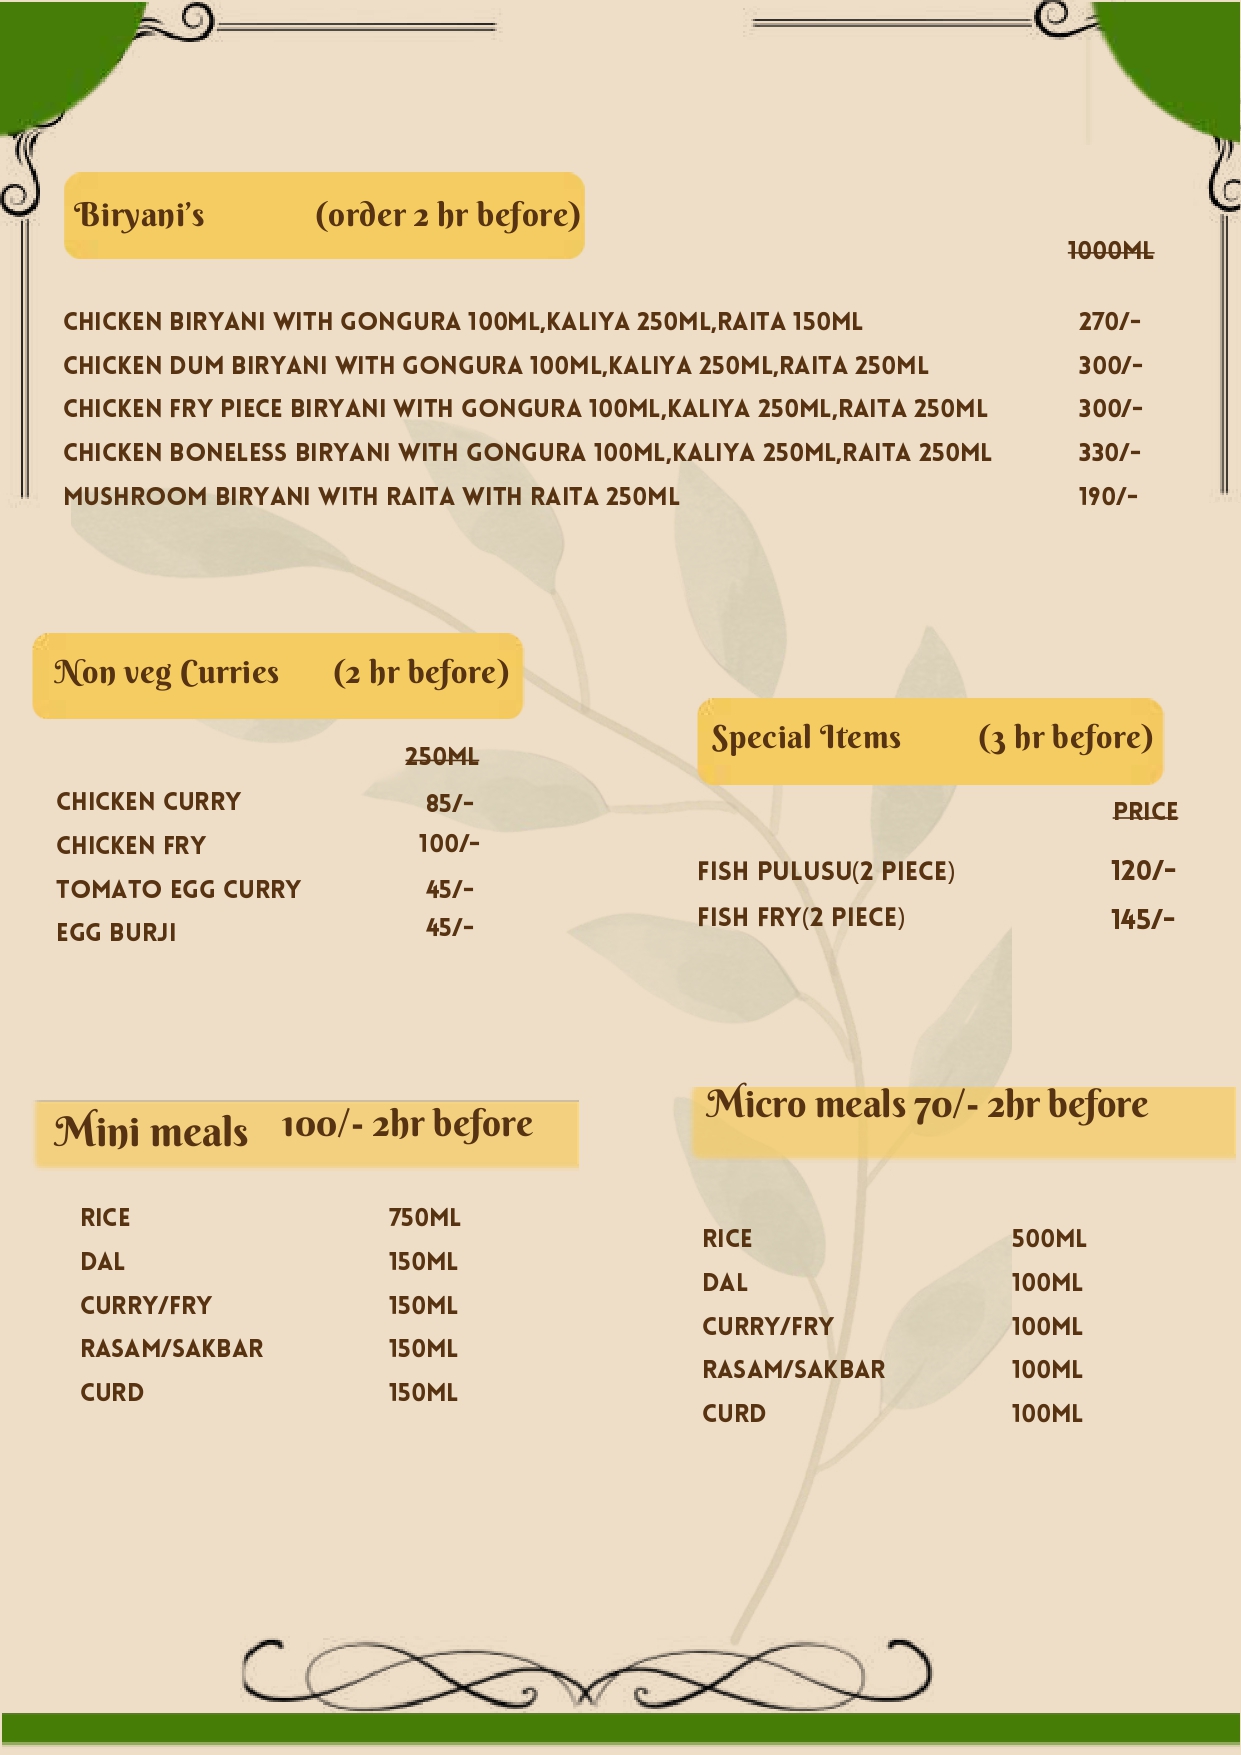 Biryani's (order 2 hr before)
1000ML
CHICKEN BIRYANI WITH GONGURA 100ML,KALIYA 250ML,RAITA 150ML 270/-
CHICKEN DUM BIRYANI WITH GONGURA 100ML,KALIYA 250ML,RAITA 250ML 300/-
CHICKEN FRY PIECE BIRYANI WITH GONGURA 100ML,KALIYA 250ML,RAITA 250ML 300/-
CHICKEN BONELESS BIRYANI WITH GONGURA 100ML,KALIYA 250ML,RAITA 250ML 330/-
MUSHROOM BIRYANI WITH RAITA WITH RAITA 250ML 190/-
Non veg Curries (2 hr before)
250ML
CHICKEN CURRY 85/-
CHICKEN FRY 100/-
TOMATO EGG CURRY 45/-
EGG BURJI 45/-
Special Items (3 hr before)
PRICE
FISH PULUSU(2 PIECE) 120/-
FISH FRY(2 PIECE) 145/-
Mini meals 100/- 2hr before
RICE 750ML
DAL 150ML
CURRY/FRY 150ML
RASAM/SAKBAR 150ML
CURD 150ML
Micro meals 70/- 2hr before
RICE 500ML
DAL 100ML
CURRY/FRY 100ML
RASAM/SAKBAR 100ML
CURD 100ML